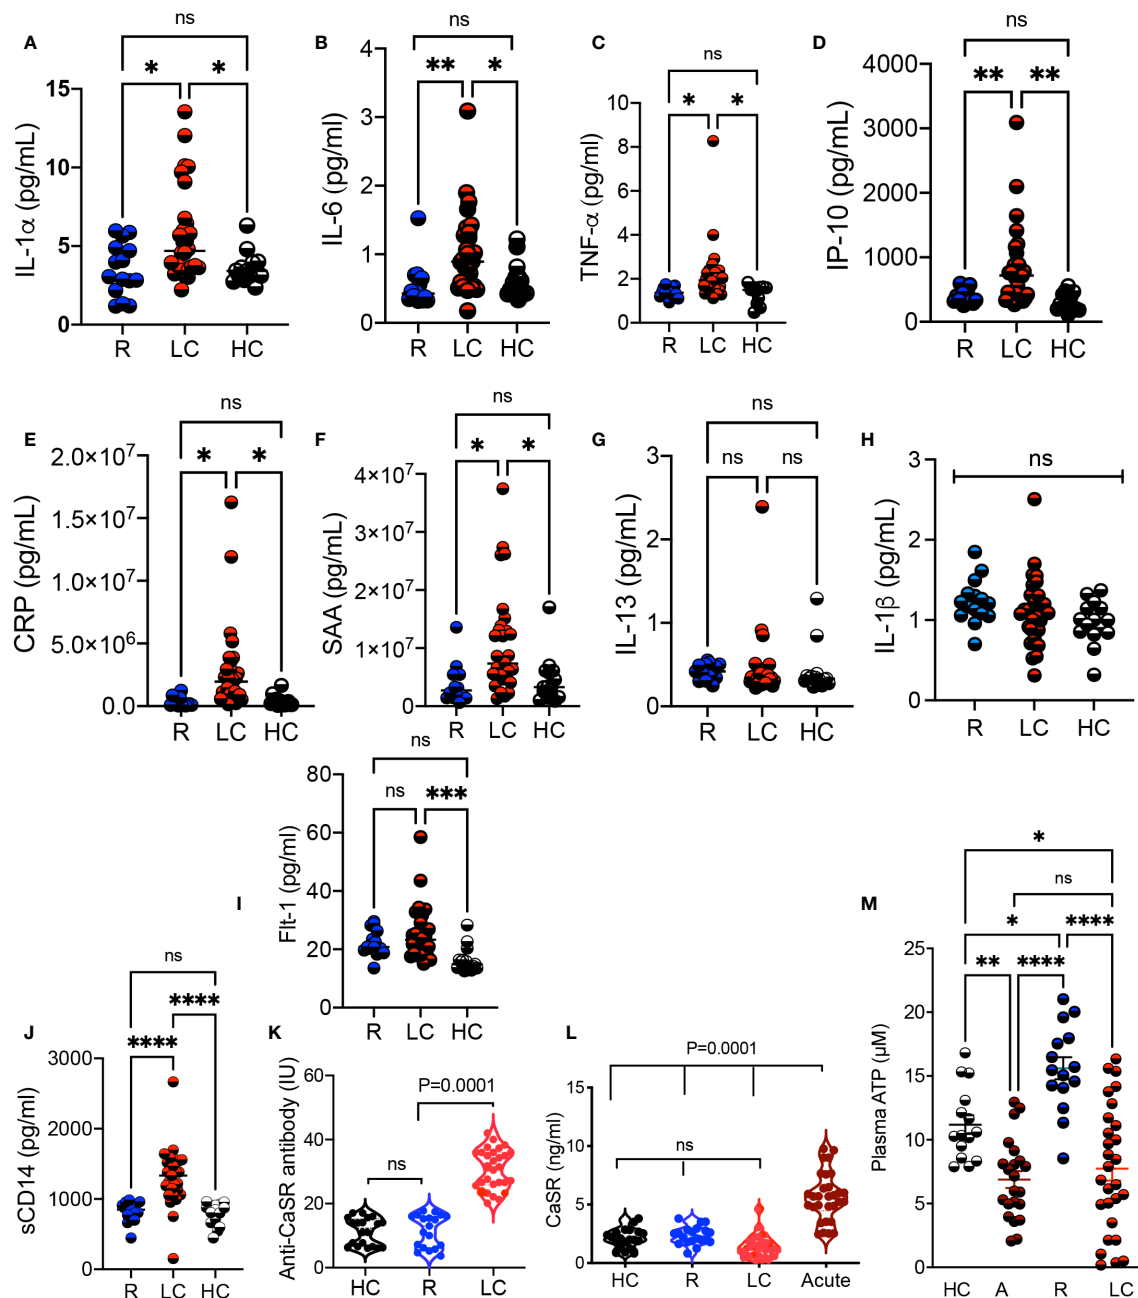 A
ns
*
*
IL-1α (pg/mL)
15
10
5
0
R LC HC
B
ns
**
*
IL-6 (pg/ml)
4
3
2
1
0
R LC HC
C
ns
*
*
TNF-α (pg/ml)
10
8
6
4
2
0
R LC HC
D
ns
**
**
IP-10 (pg/mL)
4000
3000
2000
1000
0
R LC HC
E
ns
*
*
CRP (pg/mL)
2.0×10⁷
1.5×10⁷
1.0×10⁷
5.0×10⁶
0.0
R LC HC
F
ns
*
*
SAA (pg/mL)
4×10⁷
3×10⁷
2×10⁷
1×10⁷
0
R LC HC
G
ns
ns
ns
IL-13 (pg/mL)
3
2
1
0
R LC HC
H
ns
IL-1β (pg/mL)
3
2
1
0
R LC HC
I
ns
ns
***
Flt-1 (pg/ml)
80
60
40
20
0
R LC HC
J
ns
****
****
sCD14 (pg/ml)
3000
2000
1000
0
R LC HC
K
P=0.0001
ns
Anti-CaSR antibody (IU)
60
40
20
0
HC R LC
L
P=0.0001
ns
CaSR (ng/ml)
15
10
5
0
HC R LC Acute
M
*
ns
*
****
**
****
Plasma ATP (μM)
25
20
15
10
5
0
HC A R LC